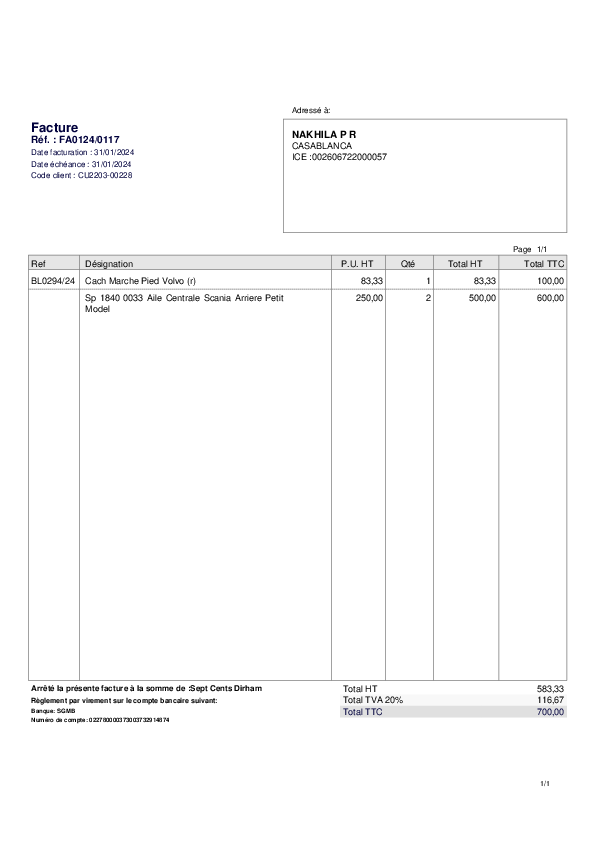 Adressé à:
Facture
Réf. : FA0124/0117
Date facturation : 31/01/2024
Date échéance : 31/01/2024
Code client : CU2203-00228
NAKHILA P R
CASABLANCA
ICE :002606722000057
Page 1/1
Ref Désignation P.U. HT Qté Total HT Total TTC
BL0294/24 Cach Marche Pied Volvo (r) 83,33 1 83,33 100,00
Sp 1840 0033 Aile Centrale Scania Arriere Petit 250,00 2 500,00 600,00
Model
Arrêté la présente facture à la somme de :Sept Cents Dirham
Règlement par virement sur le compte bancaire suivant:
Banque: SGMB
Numéro de compte: 022780000373003732914874
Total HT 583,33
Total TVA 20% 116,67
Total TTC 700,00
1/1